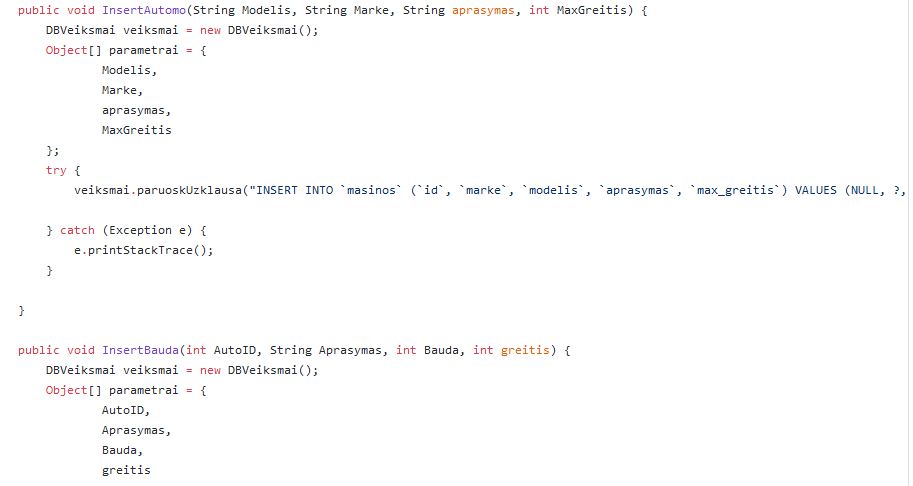 public void InsertAutomo(String Modelis, String Marke, String aprasymas, int MaxGreitis) {
DBVeiksmai veiksmai = new DBVeiksmai();
Object[] parametrai = {
Modelis,
Marke,
aprasymas,
MaxGreitis
};
try {
veiksmai.paruoskUzklausa("INSERT INTO `masinos` (`id`, `marke`, `modelis`, `aprasymas`, `max_greitis`) VALUES (NULL, ?,
} catch (Exception e) {
e.printStackTrace();
}
}
public void InsertBauda(int AutoID, String Aprasymas, int Bauda, int greitis) {
DBVeiksmai veiksmai = new DBVeiksmai();
Object[] parametrai = {
AutoID,
Aprasymas,
Bauda,
greitis